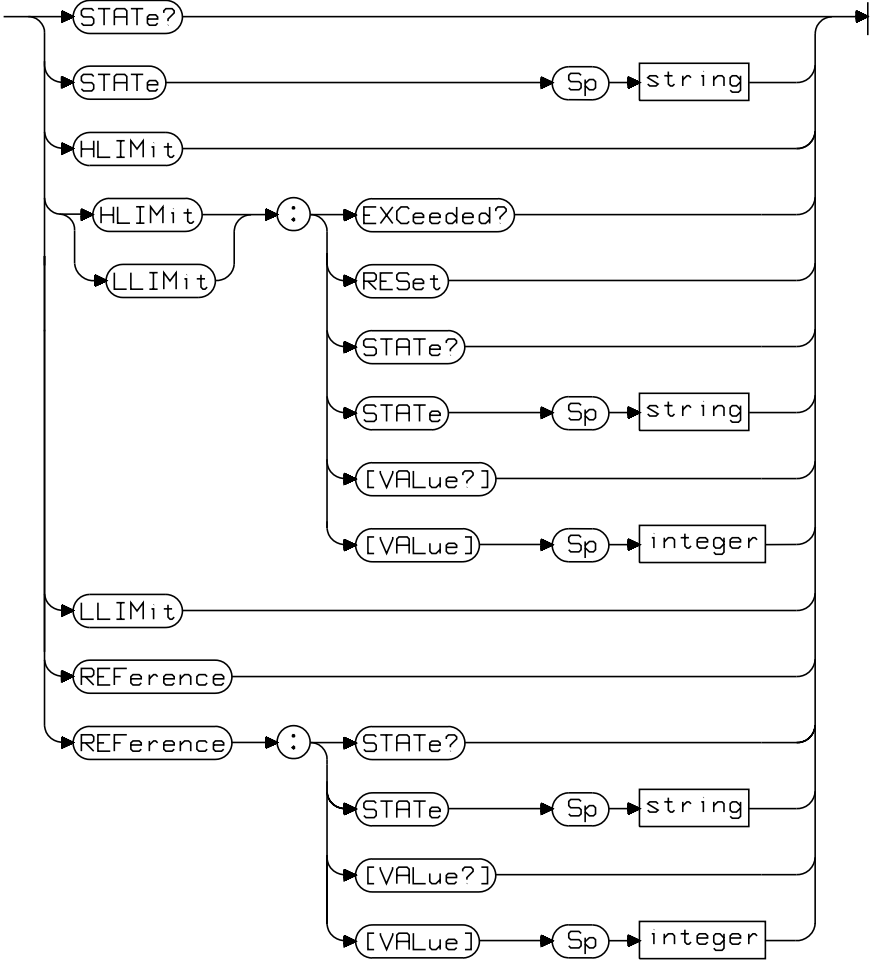 STATe?
STATe Sp string
HLIMit
HLIMit : EXCeeded?
LLIMit RESet
STATe?
STATe Sp string
[VALue?]
[VALue] Sp integer
LLIMit
REFerence
REFerence : STATe?
STATe Sp string
[VALue?]
[VALue] Sp integer